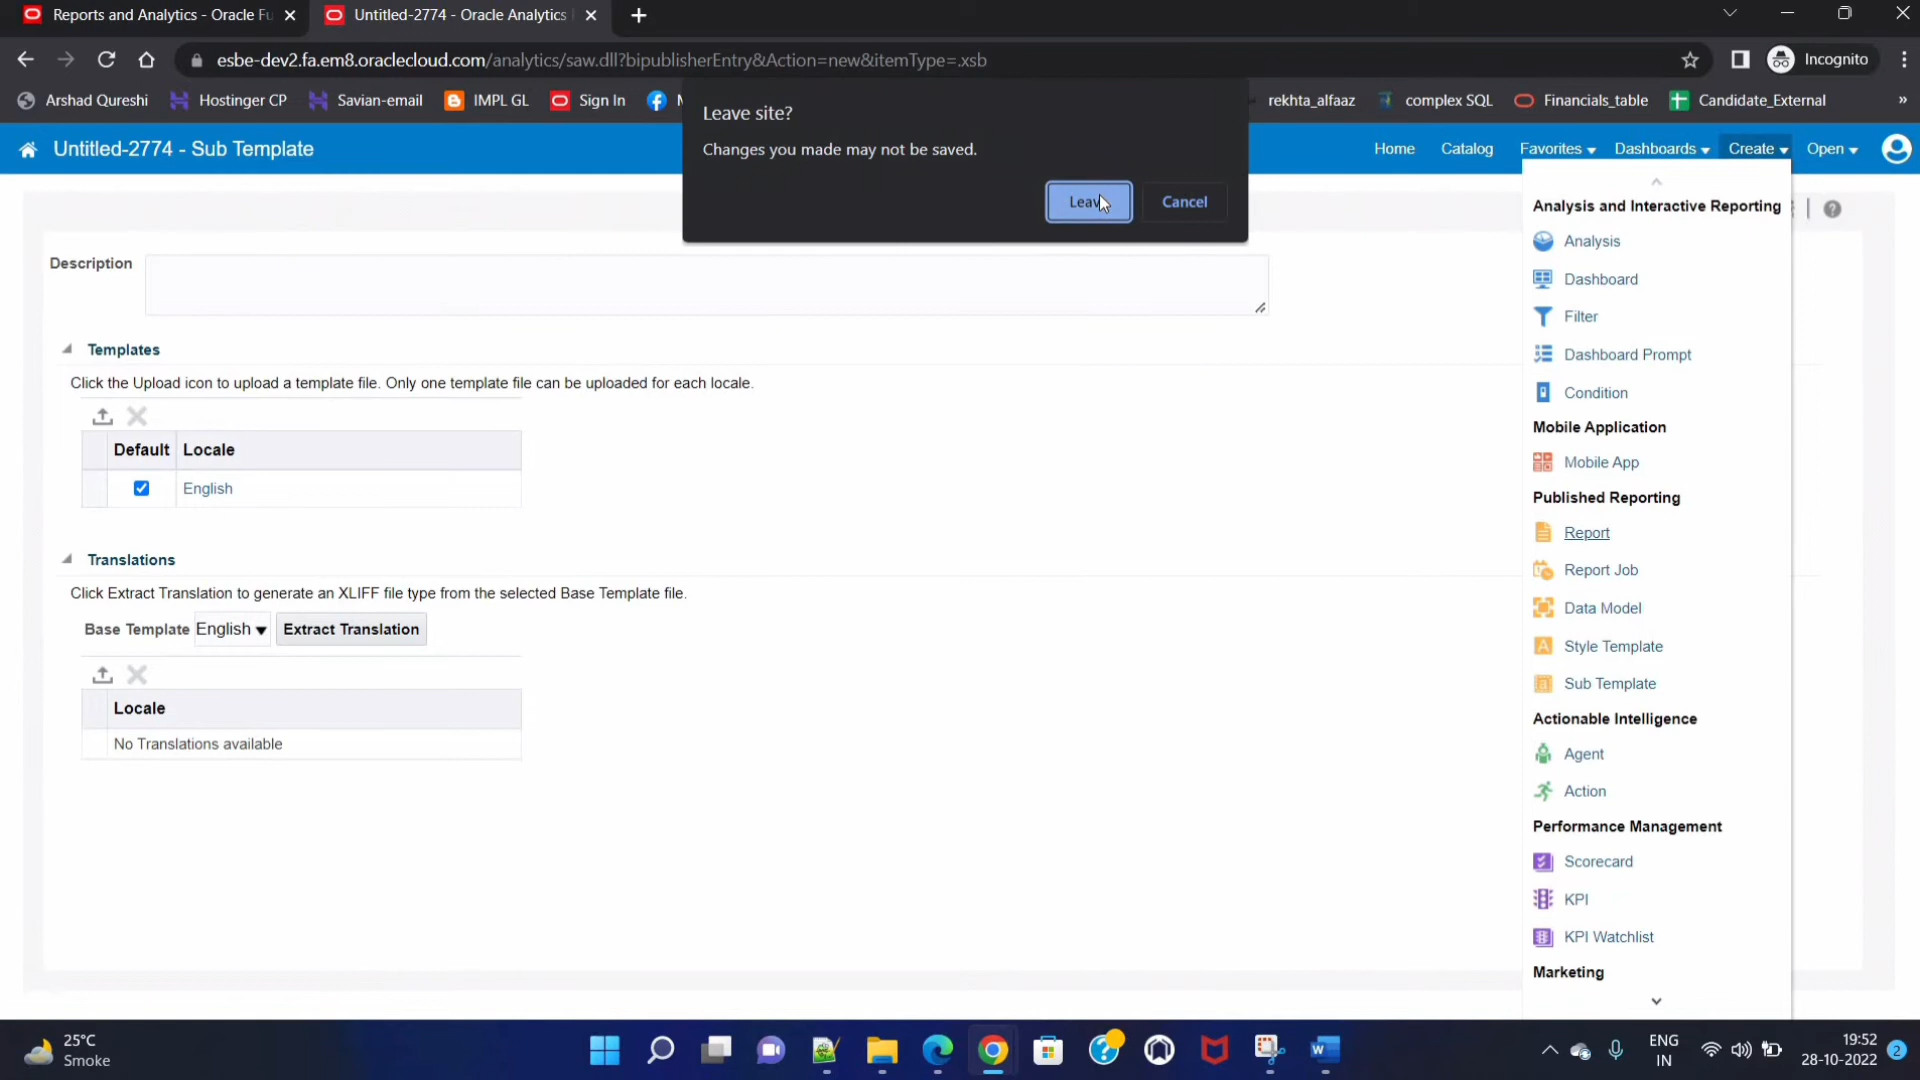 Reports and Analytics - Oracle Fu
Untitled-2774 - Oracle Analytics
esbe-dev2.fa.em8.oraclecloud.com/analytics/saw.dll?bipublisherEntry&Action=new&itemType=.xsb
Incognito
Arshad Qureshi
Hostinger CP
Savian-email
IMPL GL
Sign In
rekhta_alfaaz
complex SQL
Financials_table
Candidate_External
»
Leave site?
Changes you made may not be saved.
Leave
Cancel
Untitled-2774 - Sub Template
Home
Catalog
Favorites
Dashboards
Create
Open
Analysis and Interactive Reporting
Analysis
Dashboard
Filter
Dashboard Prompt
Condition
Mobile Application
Mobile App
Published Reporting
Report
Report Job
Data Model
Style Template
Sub Template
Actionable Intelligence
Agent
Action
Performance Management
Scorecard
KPI
KPI Watchlist
Marketing
Description
Templates
Click the Upload icon to upload a template file. Only one template file can be uploaded for each locale.
Default Locale
English
Translations
Click Extract Translation to generate an XLIFF file type from the selected Base Template file.
Base Template English Extract Translation
Locale
No Translations available
25°C
Smoke
ENG
IN
19:52
28-10-2022
2